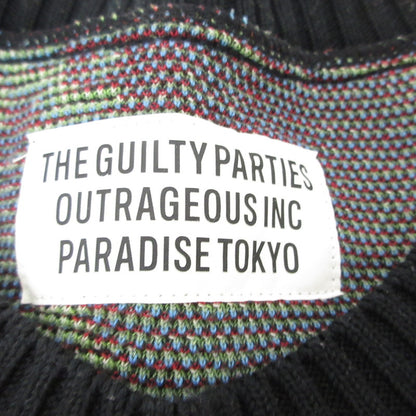 THE GUILTY PARTIES
OUTRAGEOUS INC
PARADISE TOKYO